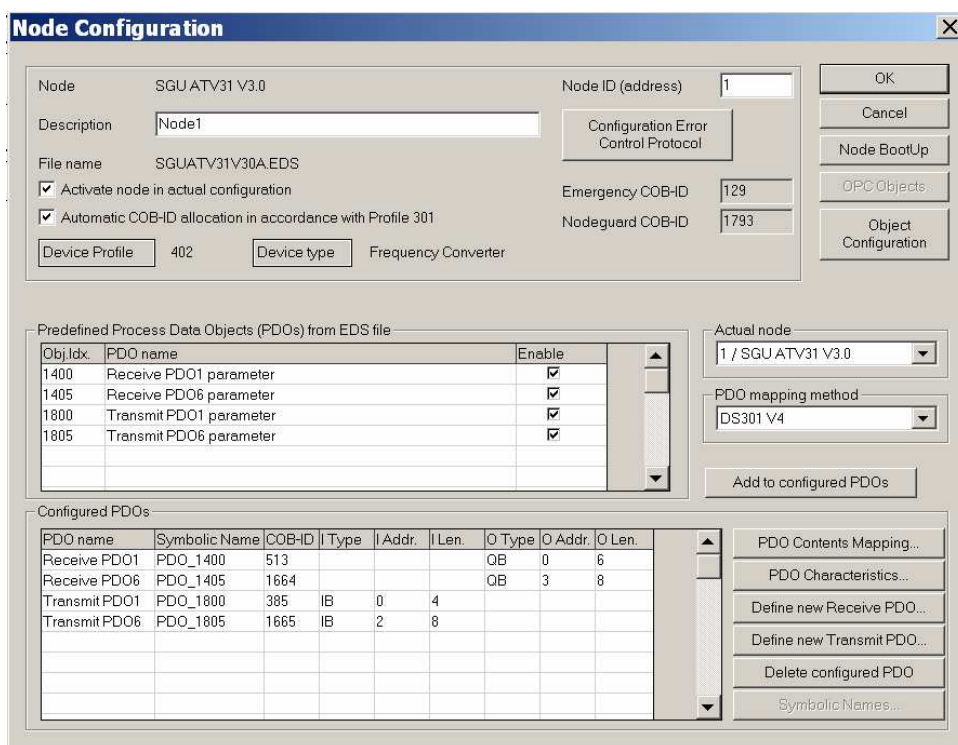 Node Configuration
Node SGU ATV31 V3.0 Node ID (address) 1
Description Node1
File name SGUATV31V30A.EDS
Activate node in actual configuration
Automatic COB-ID allocation in accordance with Profile 301
Device Profile 402 Device type Frequency Converter
Configuration Error
Control Protocol
Emergency COB-ID 129
Nodeguard COB-ID 1793
OK
Cancel
Node BootUp
OPC Objects
Object
Configuration
Predefined Process Data Objects (PDOs) from EDS file
Obj.Idx. PDO name Enable
1400 Receive PDO1 parameter
1405 Receive PDO6 parameter
1800 Transmit PDO1 parameter
1805 Transmit PDO6 parameter
Actual node
1 / SGU ATV31 V3.0
PDO mapping method
DS301 V4
Add to configured PDOs
Configured PDOs
PDO name Symbolic Name COB-ID I Type I Addr. I Len. O Type O Addr. O Len.
Receive PDO1 PDO_1400 513 QB 0 6
Receive PDO6 PDO_1405 1664 QB 3 8
Transmit PDO1 PDO_1800 385 IB 0 4
Transmit PDO6 PDO_1805 1665 IB 2 8
PDO Contents Mapping...
PDO Characteristics...
Define new Receive PDO...
Define new Transmit PDO...
Delete configured PDO
Symbolic Names...